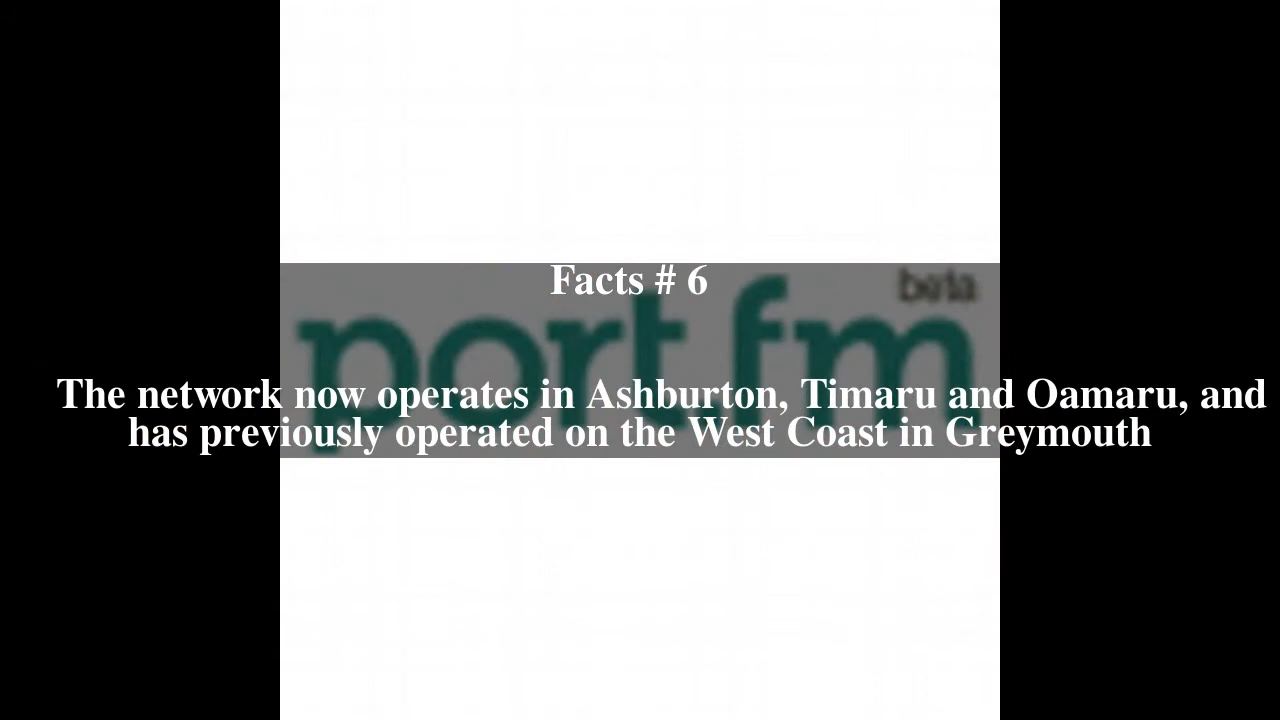 Facts # 6
beta
port.fm
The network now operates in Ashburton, Timaru and Oamaru, and
has previously operated on the West Coast in Greymouth